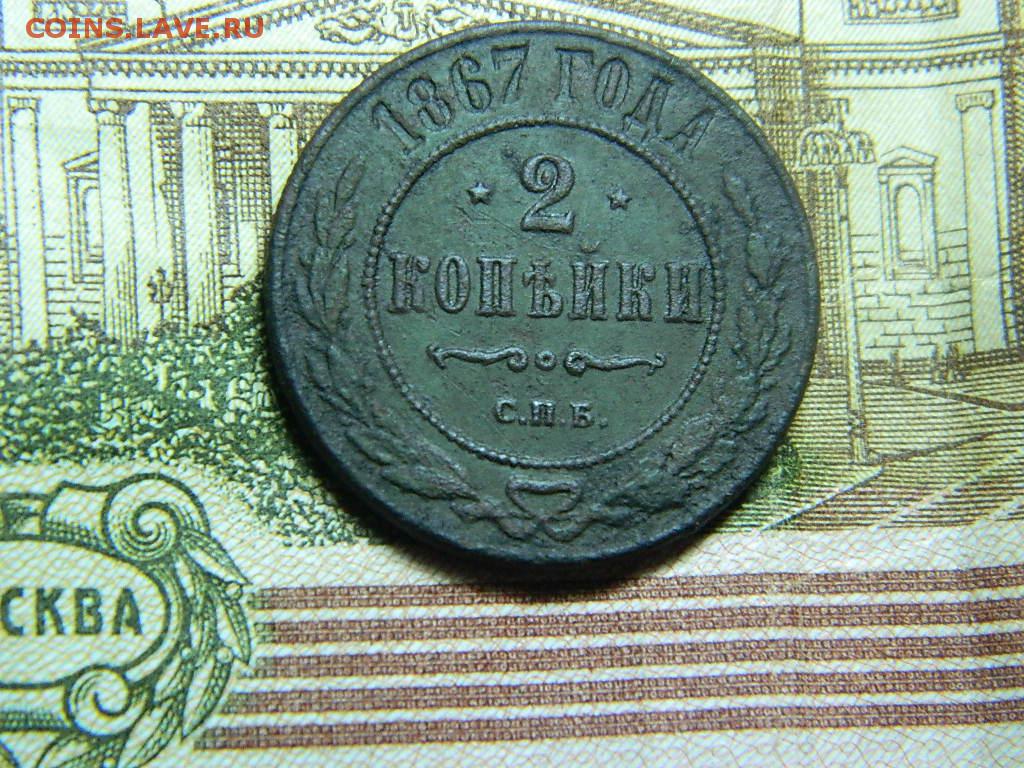 COINS.LAVE.RU
1867 ГОДА
2
КОПѢЙКИ
С.П.Б.
СКВА